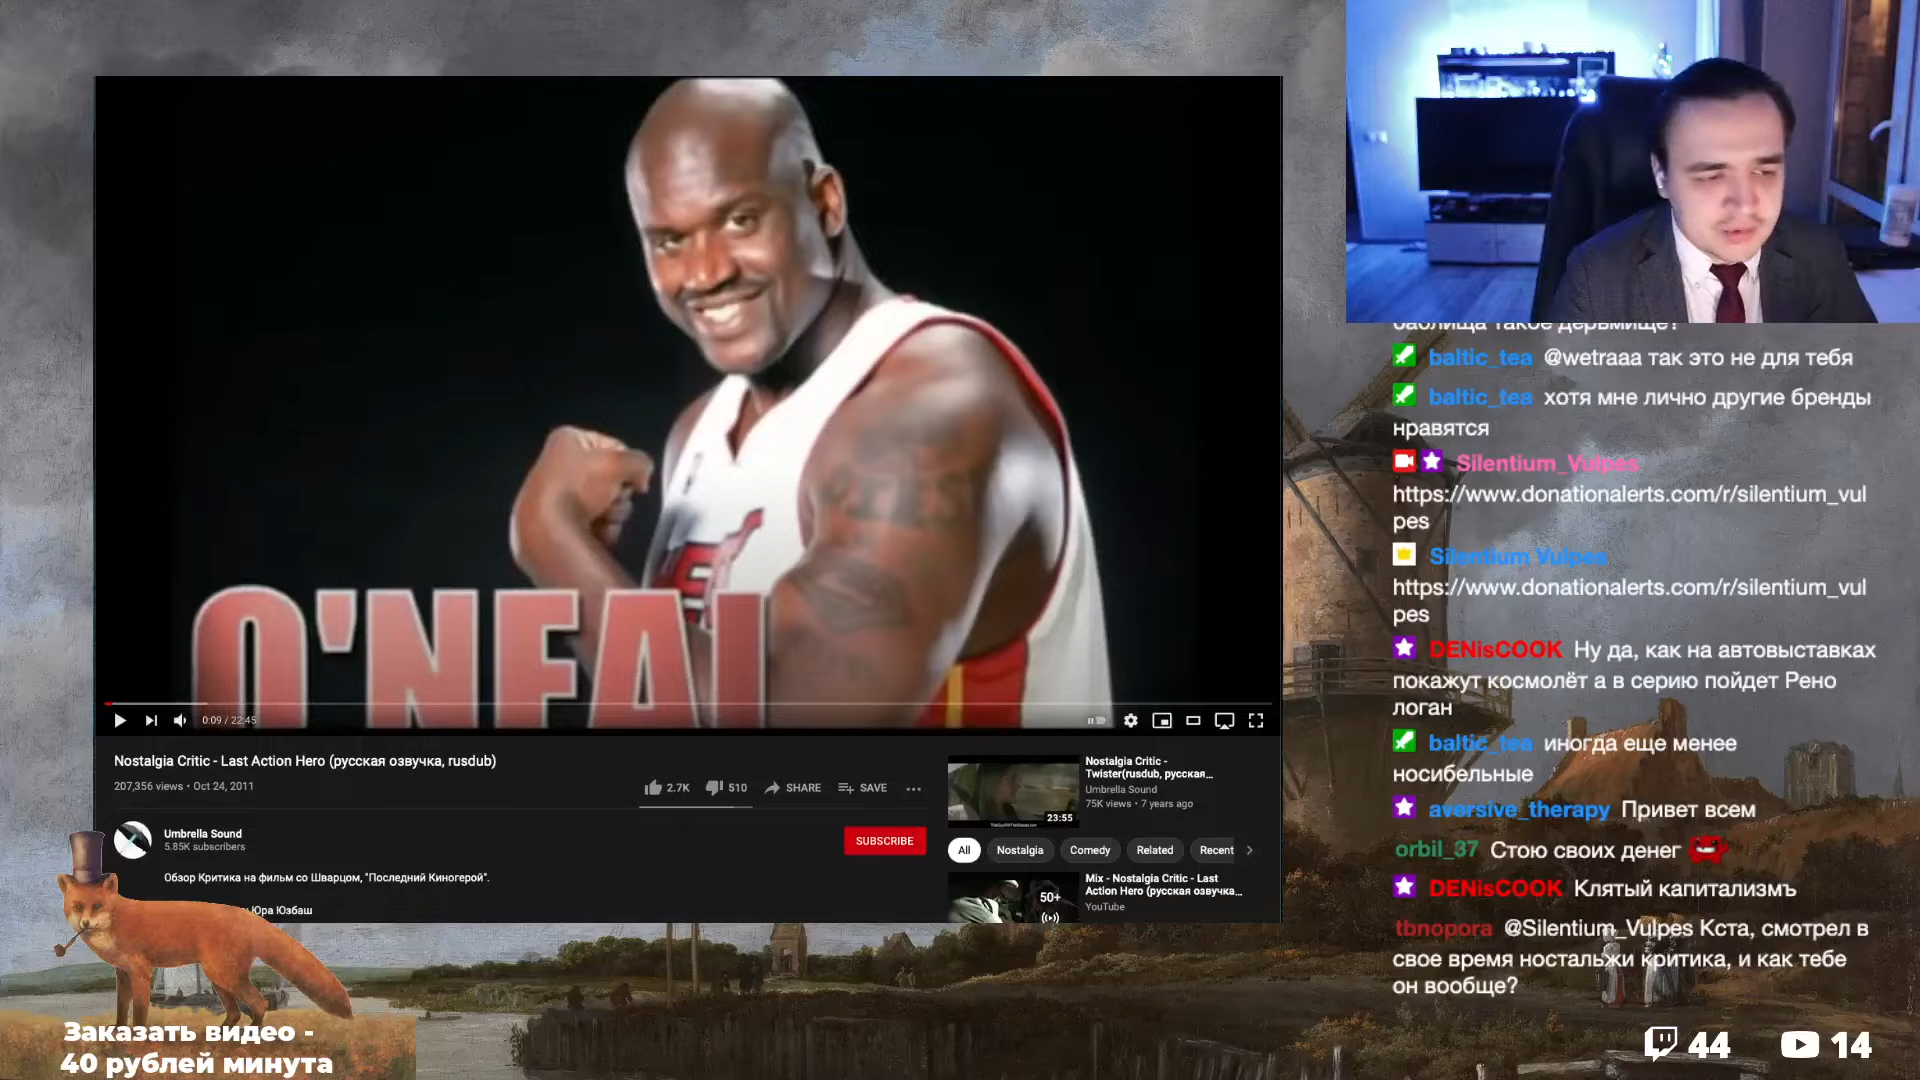 O'NEAL
0:09 / 22:45
Nostalgia Critic - Last Action Hero (русская озвучка, rusdub)
207,356 views • Oct 24, 2011
2.7K
510
SHARE
SAVE
Umbrella Sound
5.85K subscribers
SUBSCRIBE
Обзор Критика на фильм со Шварцом, "Последний Киногерой".
Юра Юзбаш
Nostalgia Critic -
Twister(rusdub, русская...
Umbrella Sound
75K views • 7 years ago
23:55
All
Nostalgia
Comedy
Related
Recent
Mix - Nostalgia Critic - Last
Action Hero (русская озвучка...
YouTube
50+
Заказать видео -
40 рублей минута
баблища такое дерьмище?
baltic_tea @wetraaa так это не для тебя
baltic_tea хотя мне лично другие бренды
нравятся
Silentium_Vulpes
https://www.donationalerts.com/r/silentium_vul
pes
Silentium Vulpes
https://www.donationalerts.com/r/silentium_vul
pes
DENisCOOK Ну да, как на автовыставках
покажут космолёт а в серию пойдет Рено
логан
baltic_tea иногда еще менее
носибельные
aversive_therapy Привет всем
orbil_37 Стою своих денег
DENisCOOK Клятый капитализмъ
tbnopora @Silentium_Vulpes Кста, смотрел в
свое время ностальжи критика, и как тебе
он вообще?
44
14